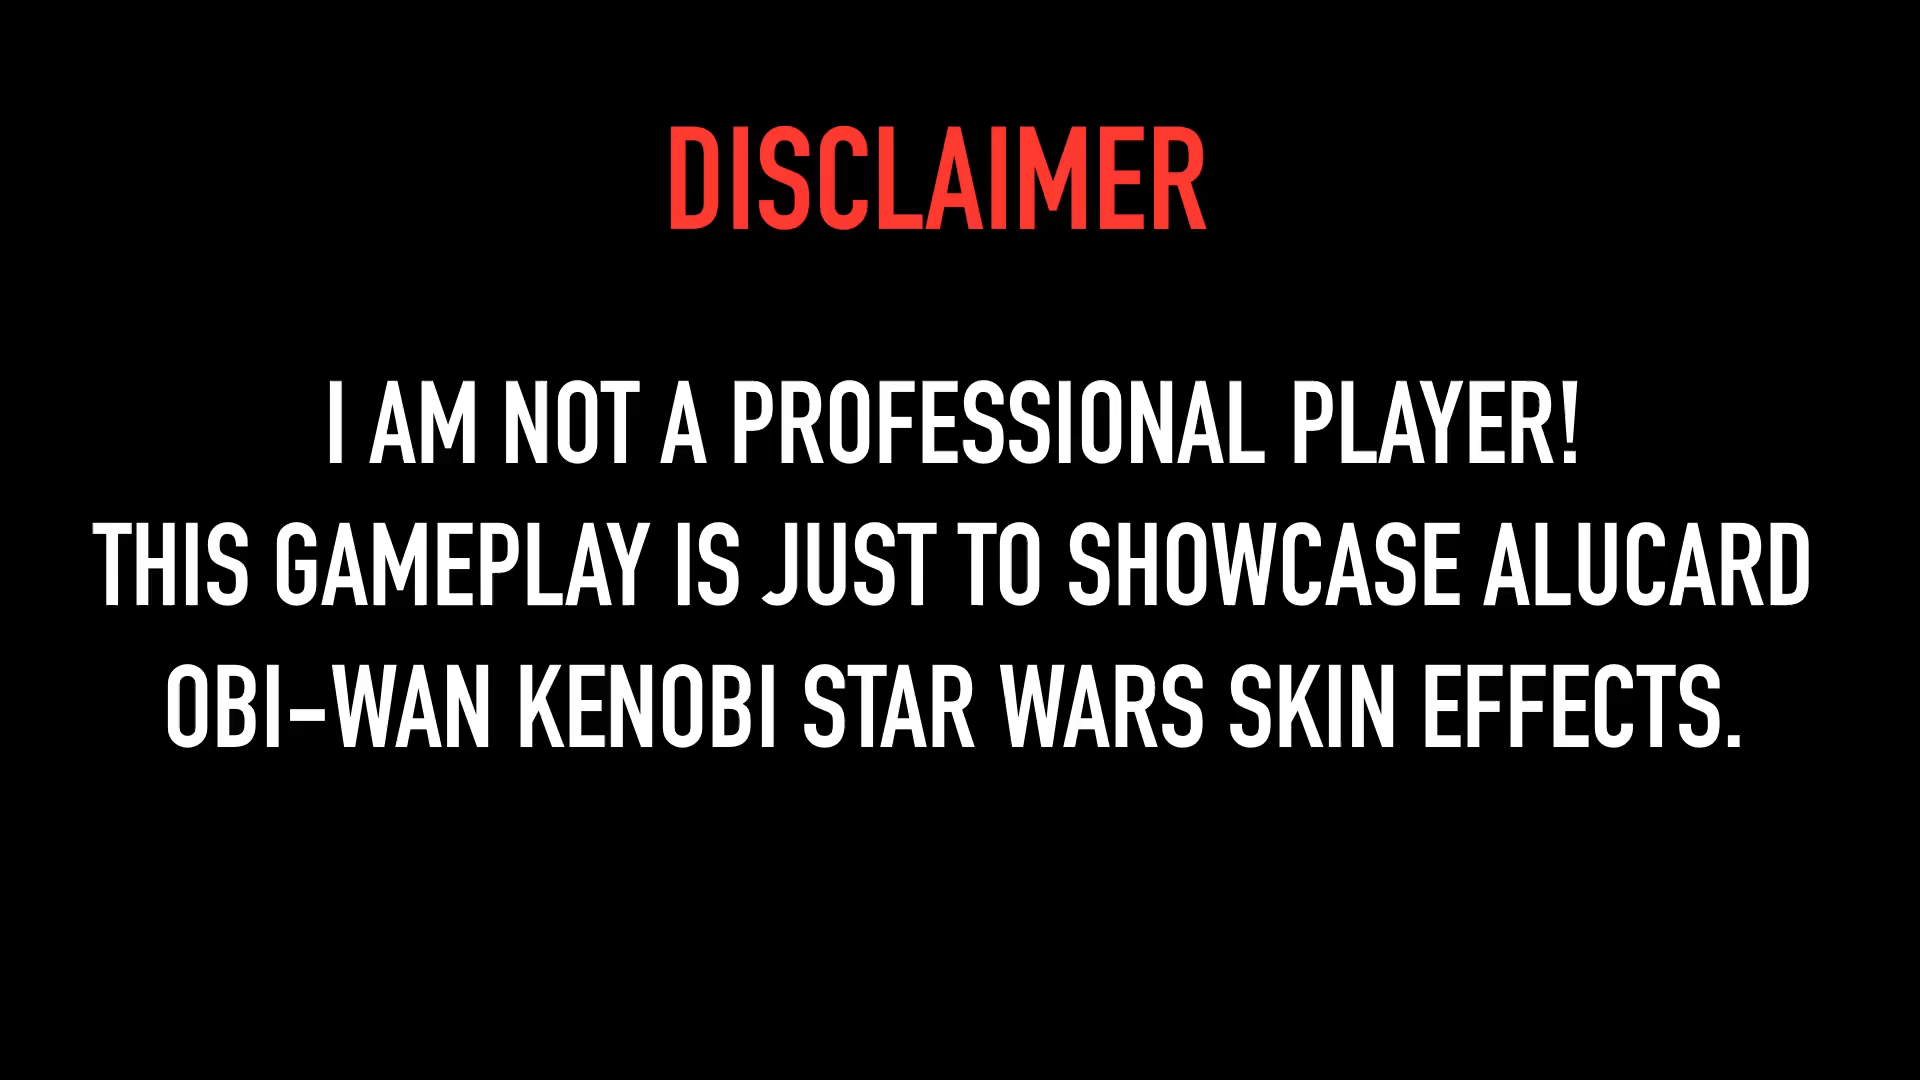 DISCLAIMER
I AM NOT A PROFESSIONAL PLAYER!
THIS GAMEPLAY IS JUST TO SHOWCASE ALUCARD
OBI-WAN KENOBI STAR WARS SKIN EFFECTS.